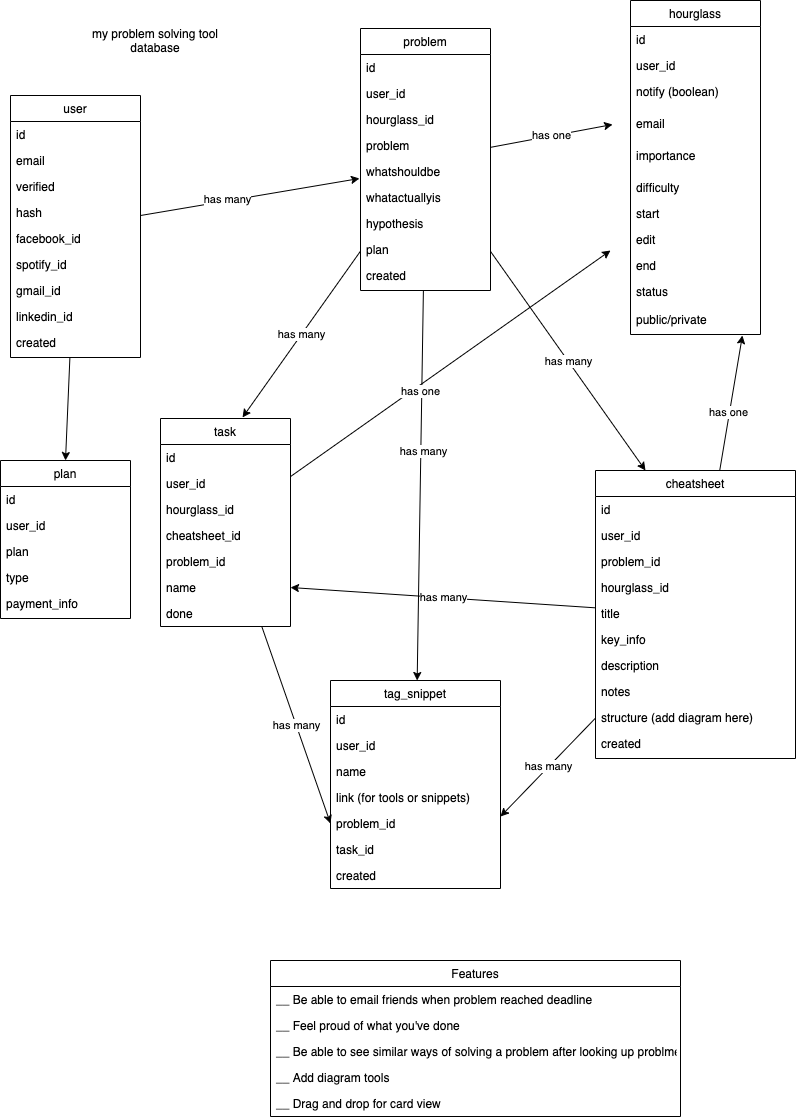 my problem solving tool
database
user
id
email
verified
hash
facebook_id
spotify_id
gmail_id
linkedin_id
created
has many
problem
id
user_id
hourglass_id
problem
whatshouldbe
whatactuallyis
hypothesis
plan
created
has one
hourglass
id
user_id
notify (boolean)
email
importance
difficulty
start
edit
end
status
public/private
has many
has many
has one
has many
has one
plan
id
user_id
plan
type
payment_info
task
id
user_id
hourglass_id
cheatsheet_id
problem_id
name
done
has many
cheatsheet
id
user_id
problem_id
hourglass_id
title
key_info
description
notes
structure (add diagram here)
created
has many
has many
tag_snippet
id
user_id
name
link (for tools or snippets)
problem_id
task_id
created
Features
__ Be able to email friends when problem reached deadline
__ Feel proud of what you've done
__ Be able to see similar ways of solving a problem after looking up problme
__ Add diagram tools
__ Drag and drop for card view